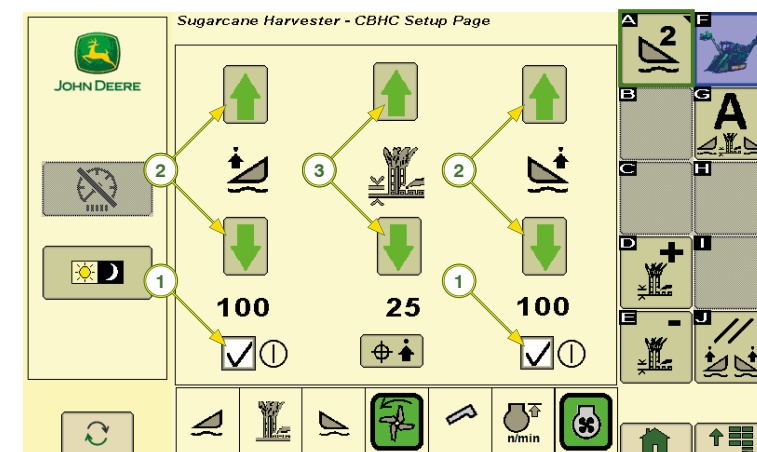 Sugarcane Harvester - CBHC Setup Page
JOHN DEERE
A
2
F
B
G
A
C
H
D
+
I
E
-
J
2
3
2
1
1
100
25
100
n/min